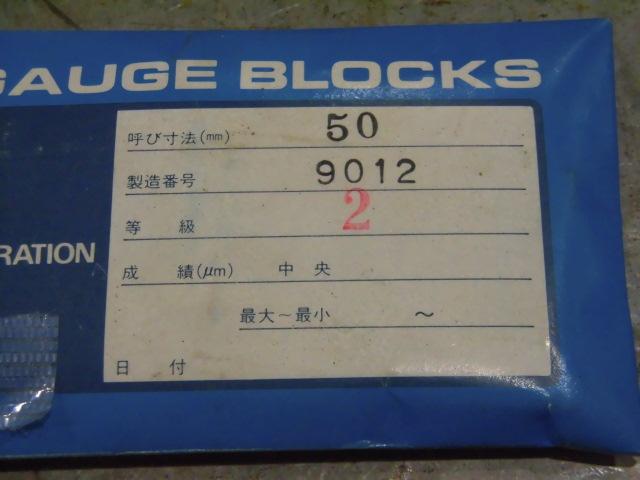 GAUGE BLOCKS
呼び寸法(mm) 50
製造番号 9012
等 級 2
RATION
成 績(μm) 中 央
最大～最小 ～
日 付